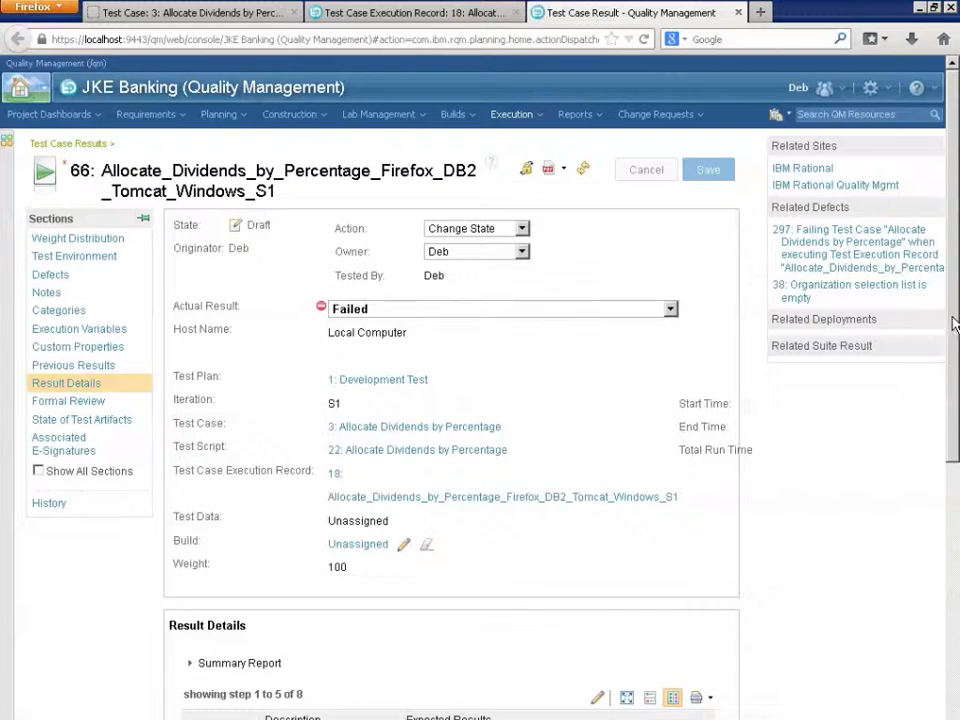 Firefox
Test Case: 3: Allocate Dividends by Perc...
Test Case Execution Record: 18: Allocat...
Test Case Result - Quality Management
https://localhost:9443/qm/web/console/JKE Banking (Quality Management)#action=com.ibm.rqm.planning.home.actionDispatch
Google
Quality Management (/qm)
JKE Banking (Quality Management)
Deb
Project Dashboards
Requirements
Planning
Construction
Lab Management
Builds
Execution
Reports
Change Requests
Search QM Resources
Test Case Results >
66: Allocate_Dividends_by_Percentage_Firefox_DB2
_Tomcat_Windows_S1
Cancel
Save
Sections
Weight Distribution
Test Environment
Defects
Notes
Categories
Execution Variables
Custom Properties
Previous Results
Result Details
Formal Review
State of Test Artifacts
Associated
E-Signatures
Show All Sections
History
State:
Draft
Action:
Change State
Originator: Deb
Owner:
Deb
Tested By:
Deb
Actual Result:
Failed
Host Name:
Local Computer
Test Plan:
1: Development Test
Iteration:
S1
Start Time:
Test Case:
3: Allocate Dividends by Percentage
End Time:
Test Script:
22: Allocate Dividends by Percentage
Total Run Time
Test Case Execution Record:
18:
Allocate_Dividends_by_Percentage_Firefox_DB2_Tomcat_Windows_S1
Test Data:
Unassigned
Build:
Unassigned
Weight:
100
Result Details
Summary Report
showing step 1 to 5 of 8
Description
Expected Results
Related Sites
IBM Rational
IBM Rational Quality Mgmt
Related Defects
297: Failing Test Case "Allocate
Dividends by Percentage" when
executing Test Execution Record
"Allocate_Dividends_by_Percenta
38: Organization selection list is
empty
Related Deployments
Related Suite Result